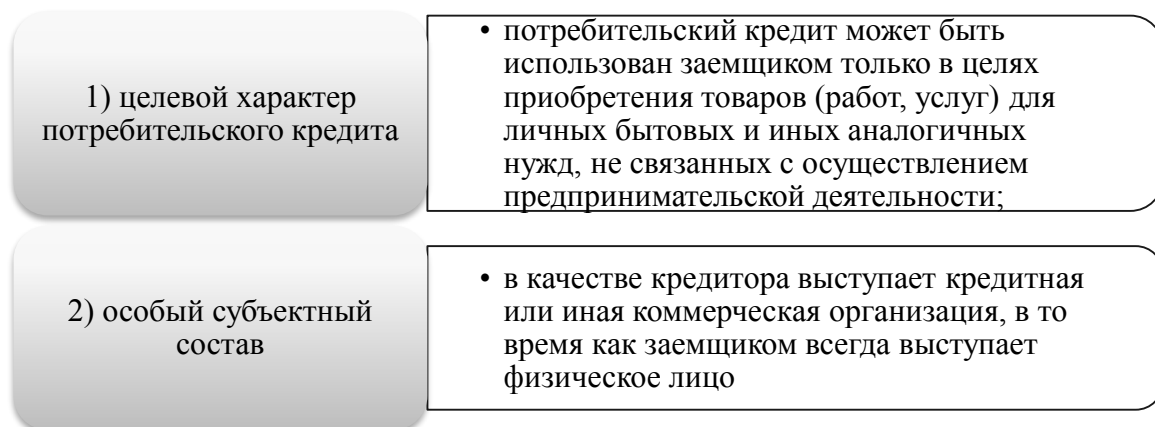 1) целевой характер
потребительского кредита
• потребительский кредит может быть
использован заемщиком только в целях
приобретения товаров (работ, услуг) для
личных бытовых и иных аналогичных
нужд, не связанных с осуществлением
предпринимательской деятельности;
2) особый субъектный
состав
• в качестве кредитора выступает кредитная
или иная коммерческая организация, в то
время как заемщиком всегда выступает
физическое лицо